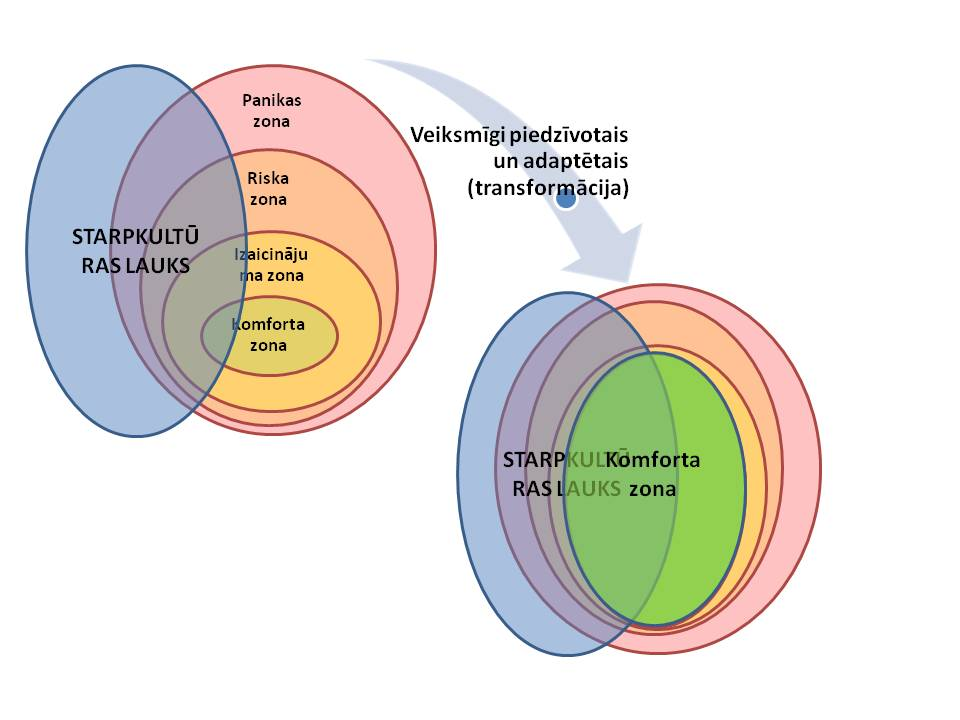 Panikas
zona
Riska
zona
STARPKULTŪ
RAS LAUKS
Izaicināju
ma zona
Komforta
zona
Veiksmīgi piedzīvotais
un adaptētais
(transformācija)
STARPKULTŪ
RAS LAUKS
Komforta
zona